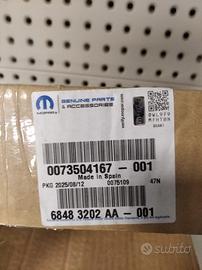 MOPAR
GENUINE PARTS
& ACCESSORIES
0073504167 -001
Made in Spain
PKG 2025/08/12
0075109
47N
6848 3202 AA -001
subito